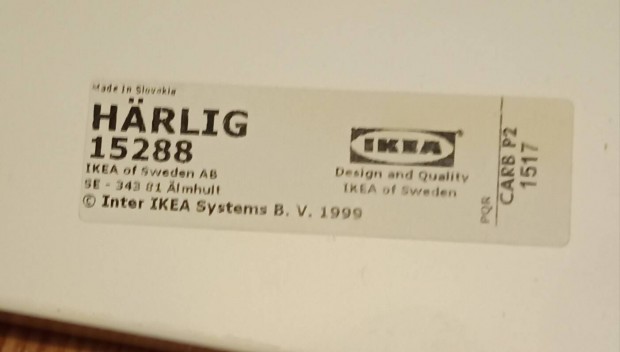 Made in Slovakia
HÄRLIG
15288
IKEA of Sweden AB
SE - 343 81 Älmhult
© Inter IKEA Systems B. V. 1999
IKEA
Design and Quality
IKEA of Sweden
PQR
CARB P2
1517